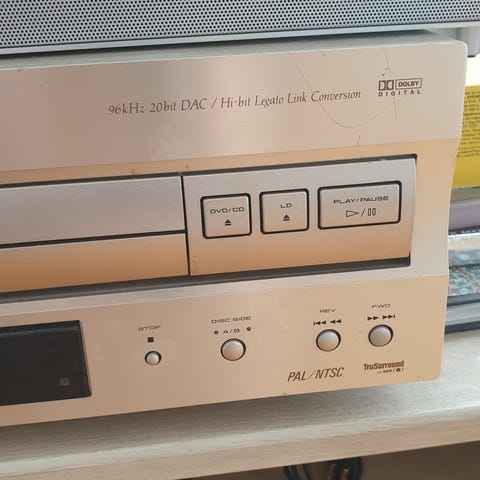 96kHz 20bit DAC / Hi-bit Legato Link Conversion
DOLBY
DIGITAL
DVD/CD
LD
PLAY/PAUSE
STOP
DISC SIDE
A/B
REV
FWD
PAL/NTSC
TruSurround